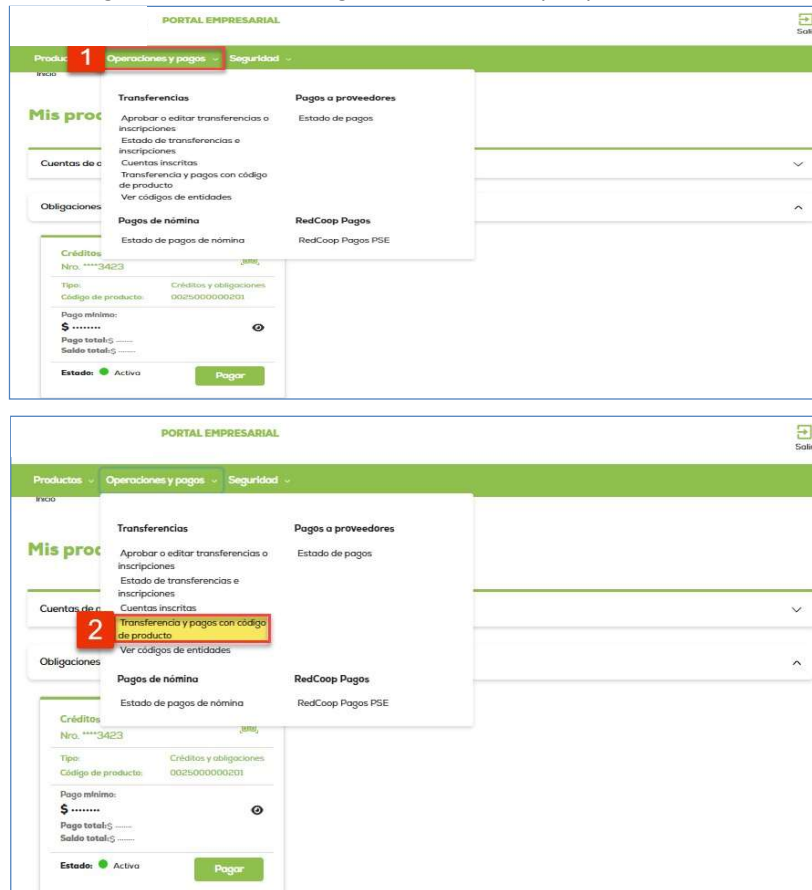 PORTAL EMPRESARIAL
Sali
1
Operaciones y pagos
Seguridad
Inicio
Transferencias
Pagos a proveedores
Aprobar o editar transferencias o
inscripciones
Estado de pagos
Estado de transferencias e
inscripciones
Cuentas inscritas
Transferencia y pagos con código
de producto
Ver códigos de entidades
Mis prod
Cuentas de c
Obligaciones
Pagos de nómina
RedCoop Pagos
Estado de pagos de nómina
RedCoop Pagos PSE
Créditos
Nro. ****3423
Tipo: Créditos y obligaciones
Código de producto: 0025000000201
Pago mínimo:
$ ········
Pago total:$ ········
Saldo total:$ ········
Estado: Activa
Pagar
PORTAL EMPRESARIAL
Sali
Productos
Operaciones y pagos
Seguridad
Inicio
Transferencias
Pagos a proveedores
Aprobar o editar transferencias o
inscripciones
Estado de pagos
Estado de transferencias e
inscripciones
Cuentas inscritas
2
Transferencia y pagos con código
de producto
Ver códigos de entidades
Mis prod
Cuentas de c
Obligaciones
Pagos de nómina
RedCoop Pagos
Estado de pagos de nómina
RedCoop Pagos PSE
Créditos
Nro. ****3423
Tipo: Créditos y obligaciones
Código de producto: 0025000000201
Pago mínimo:
$ ········
Pago total:$ ········
Saldo total:$ ········
Estado: Activa
Pagar